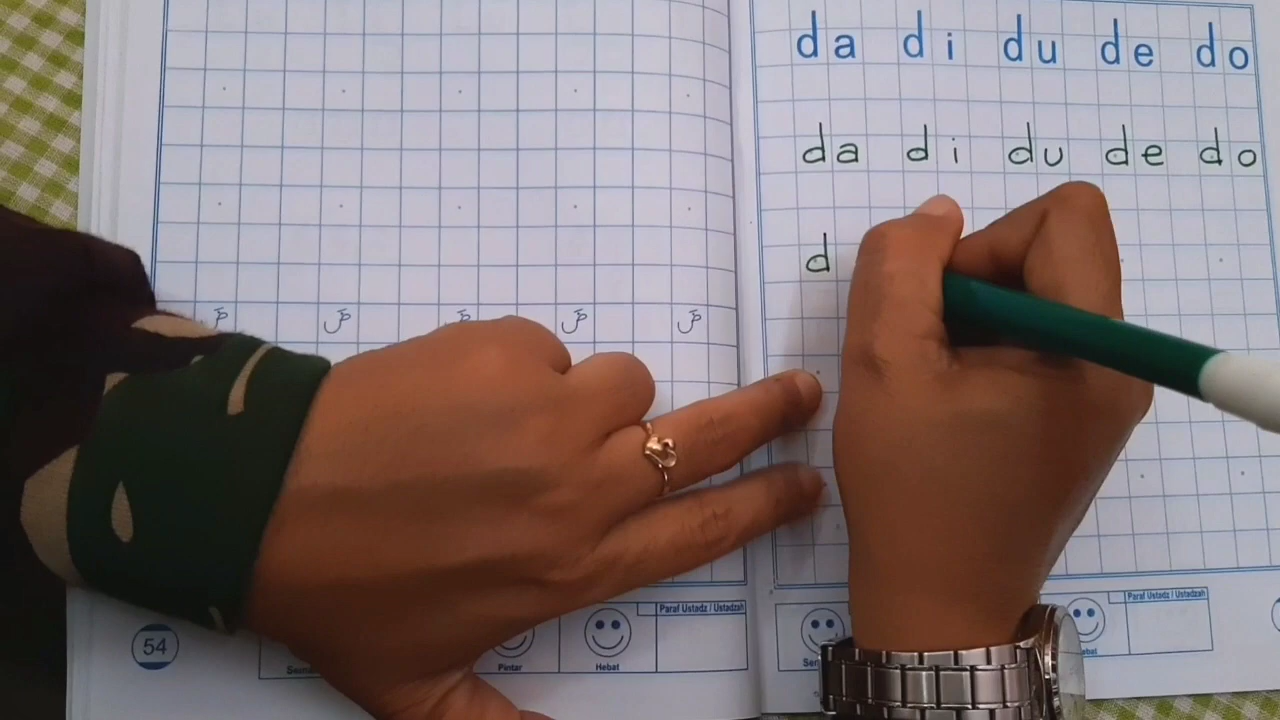 da di du de do
da di du de do
d
54
Pintar
Hebat
Paraf Ustadz / Ustadzah
Paraf Ustadz / Ustadzah